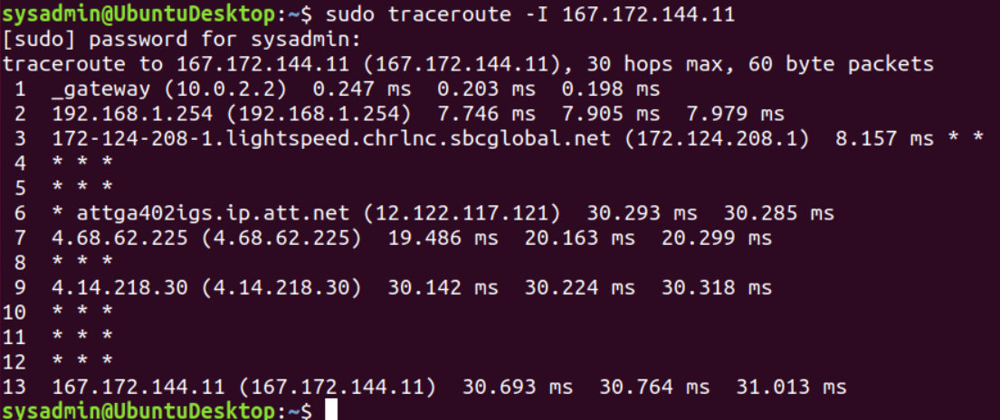 sysadmin@UbuntuDesktop:~$ sudo traceroute -I 167.172.144.11
[sudo] password for sysadmin:
traceroute to 167.172.144.11 (167.172.144.11), 30 hops max, 60 byte packets
 1  _gateway (10.0.2.2)  0.247 ms  0.203 ms  0.198 ms
 2  192.168.1.254 (192.168.1.254)  7.746 ms  7.905 ms  7.979 ms
 3  172-124-208-1.lightspeed.chrlnc.sbcglobal.net (172.124.208.1)  8.157 ms * *
 4  * * *
 5  * * *
 6  * attga402igs.ip.att.net (12.122.117.121)  30.293 ms  30.285 ms
 7  4.68.62.225 (4.68.62.225)  19.486 ms  20.163 ms  20.299 ms
 8  * * *
 9  4.14.218.30 (4.14.218.30)  30.142 ms  30.224 ms  30.318 ms
10  * * *
11  * * *
12  * * *
13  167.172.144.11 (167.172.144.11)  30.693 ms  30.764 ms  31.013 ms
sysadmin@UbuntuDesktop:~$